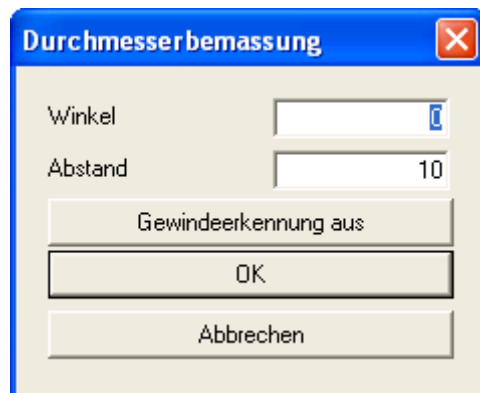 Durchmesserbemassung
Winkel 0
Abstand 10
Gewindeerkennung aus
OK
Abbrechen